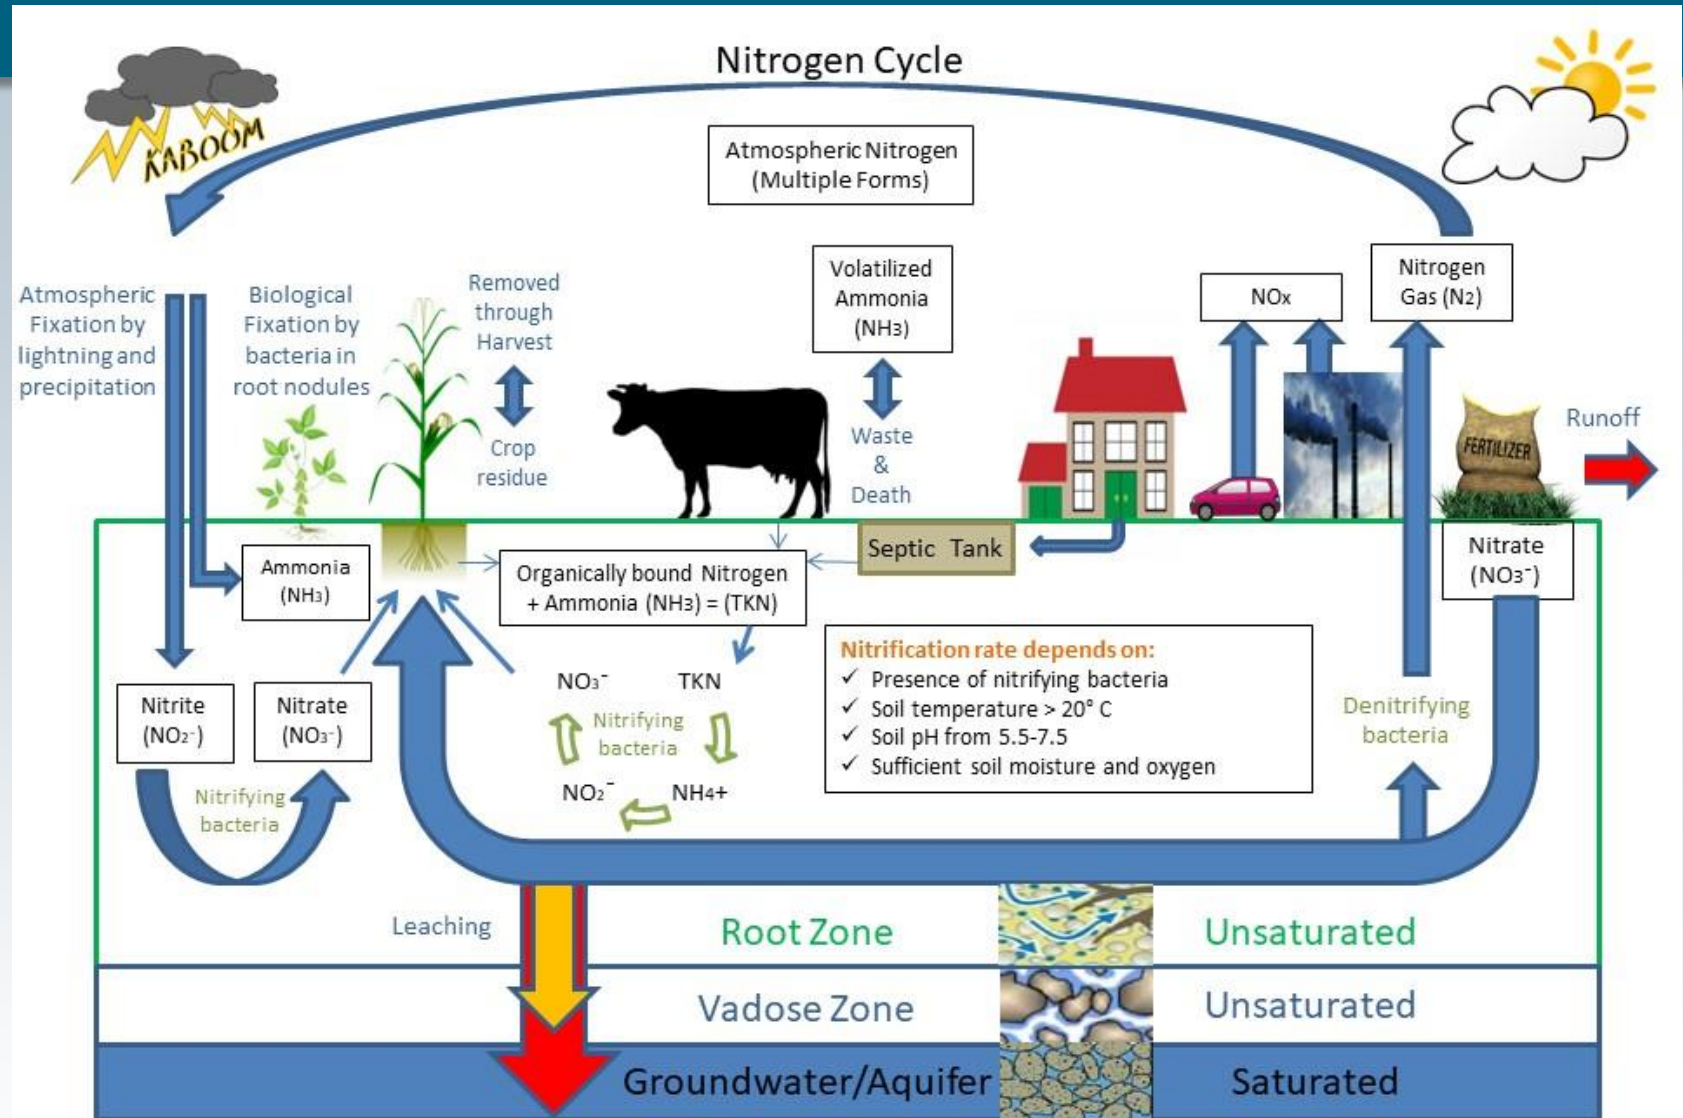 Nitrogen Cycle
KABOOM
Atmospheric Nitrogen
(Multiple Forms)
Atmospheric
Fixation by
lightning and
precipitation
Biological
Fixation by
bacteria in
root nodules
Removed
through
Harvest
Crop
residue
Volatilized
Ammonia
(NH₃)
Waste
&
Death
NOx
Nitrogen
Gas (N₂)
FERTILIZER
Runoff
Ammonia
(NH₃)
Organically bound Nitrogen
+ Ammonia (NH₃) = (TKN)
Septic Tank
Nitrate
(NO₃⁻)
Nitrite
(NO₂⁻)
Nitrate
(NO₃⁻)
Nitrifying
bacteria
NO₃⁻ TKN
Nitrifying
bacteria
NO₂⁻ NH₄+
Nitrification rate depends on:
✓ Presence of nitrifying bacteria
✓ Soil temperature > 20° C
✓ Soil pH from 5.5-7.5
✓ Sufficient soil moisture and oxygen
Denitrifying
bacteria
Leaching
Root Zone Unsaturated
Vadose Zone Unsaturated
Groundwater/Aquifer Saturated